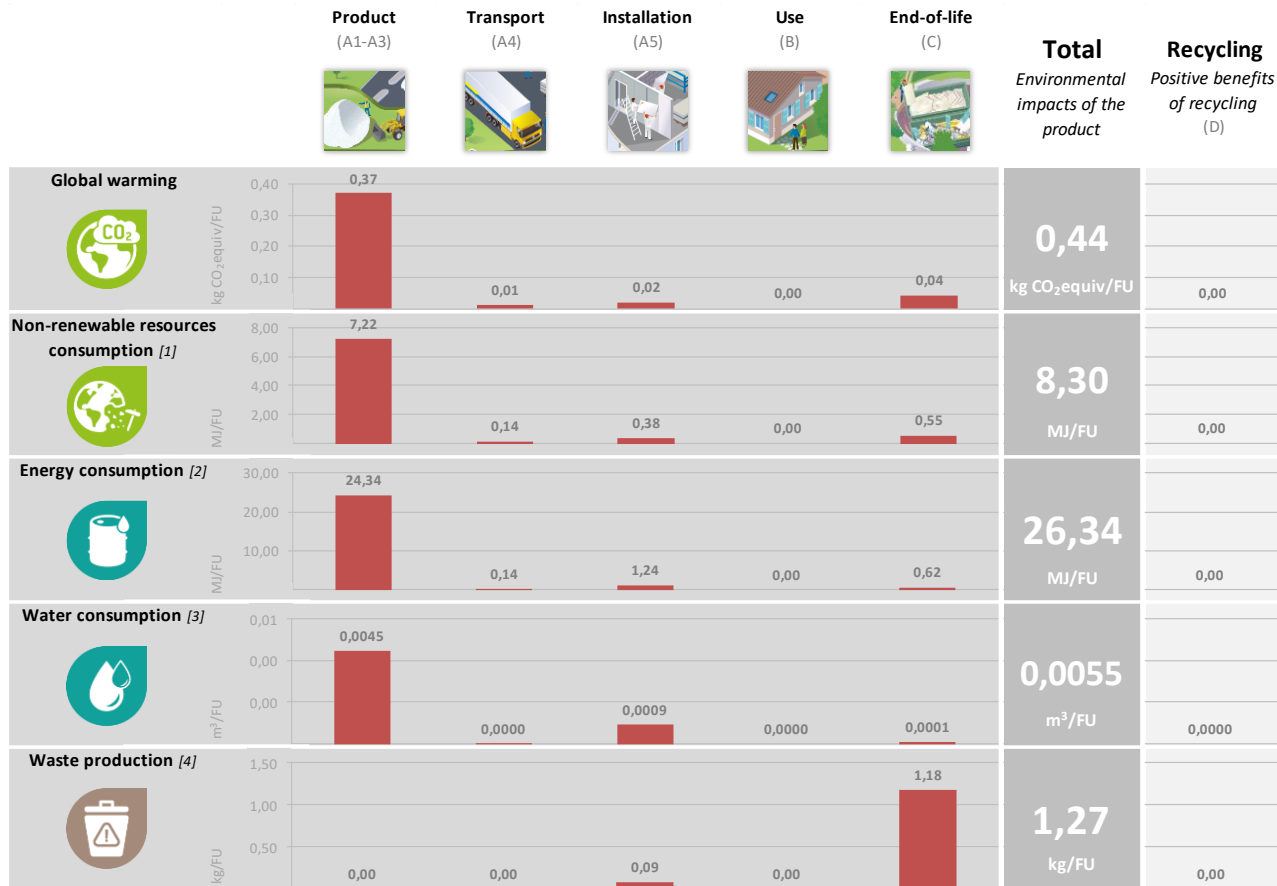 Product
(A1-A3)
Transport
(A4)
Installation
(A5)
Use
(B)
End-of-life
(C)
Total
Environmental
impacts of the
product
Recycling
Positive benefits
of recycling
(D)
Global warming
CO₂
kg CO₂equiv/FU
0,40
0,30
0,20
0,10
0,37
0,01
0,02
0,00
0,04
0,44
kg CO₂equiv/FU
0,00
Non-renewable resources
consumption [1]
MJ/FU
8,00
6,00
4,00
2,00
7,22
0,14
0,38
0,00
0,55
8,30
MJ/FU
0,00
Energy consumption [2]
MJ/FU
30,00
20,00
10,00
24,34
0,14
1,24
0,00
0,62
26,34
MJ/FU
0,00
Water consumption [3]
m³/FU
0,01
0,00
0,00
0,0045
0,0000
0,0009
0,0000
0,0001
0,0055
m³/FU
0,0000
Waste production [4]
kg/FU
1,50
1,00
0,50
0,00
0,00
0,09
0,00
1,18
1,27
kg/FU
0,00